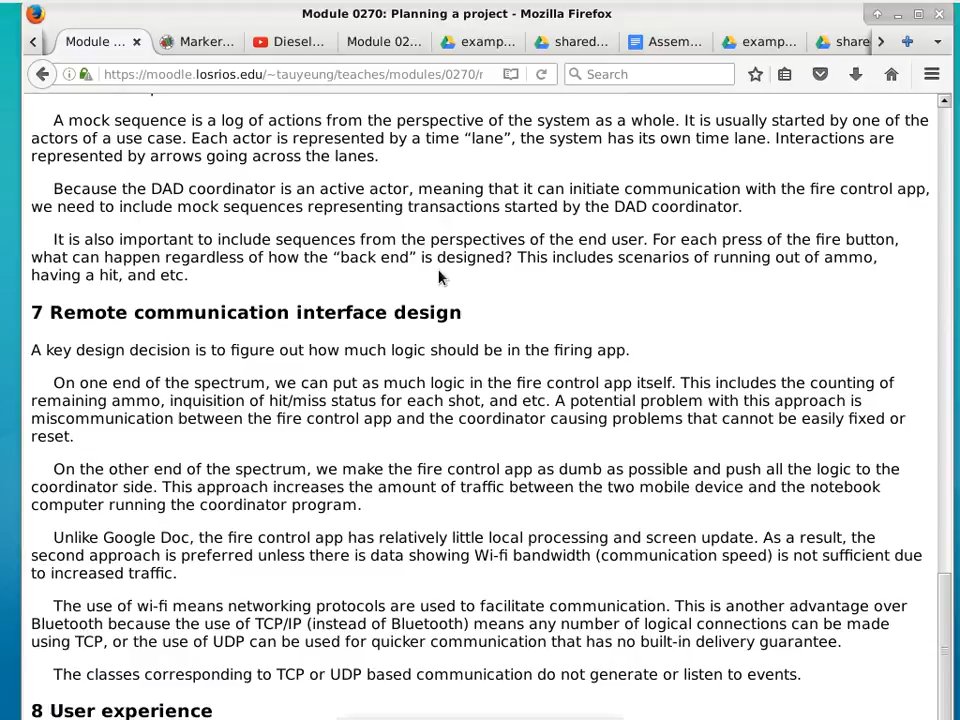 Module 0270: Planning a project - Mozilla Firefox
Module ...
Marker...
Diesel...
Module 02...
examp...
shared...
Assem...
examp...
share
https://moodle.losrios.edu/~tauyeung/teaches/modules/0270/r
Search
A mock sequence is a log of actions from the perspective of the system as a whole. It is usually started by one of the
actors of a use case. Each actor is represented by a time “lane”, the system has its own time lane. Interactions are
represented by arrows going across the lanes.
Because the DAD coordinator is an active actor, meaning that it can initiate communication with the fire control app,
we need to include mock sequences representing transactions started by the DAD coordinator.
It is also important to include sequences from the perspectives of the end user. For each press of the fire button,
what can happen regardless of how the “back end” is designed? This includes scenarios of running out of ammo,
having a hit, and etc.
7 Remote communication interface design
A key design decision is to figure out how much logic should be in the firing app.
On one end of the spectrum, we can put as much logic in the fire control app itself. This includes the counting of
remaining ammo, inquisition of hit/miss status for each shot, and etc. A potential problem with this approach is
miscommunication between the fire control app and the coordinator causing problems that cannot be easily fixed or
reset.
On the other end of the spectrum, we make the fire control app as dumb as possible and push all the logic to the
coordinator side. This approach increases the amount of traffic between the two mobile device and the notebook
computer running the coordinator program.
Unlike Google Doc, the fire control app has relatively little local processing and screen update. As a result, the
second approach is preferred unless there is data showing Wi-fi bandwidth (communication speed) is not sufficient due
to increased traffic.
The use of wi-fi means networking protocols are used to facilitate communication. This is another advantage over
Bluetooth because the use of TCP/IP (instead of Bluetooth) means any number of logical connections can be made
using TCP, or the use of UDP can be used for quicker communication that has no built-in delivery guarantee.
The classes corresponding to TCP or UDP based communication do not generate or listen to events.
8 User experience